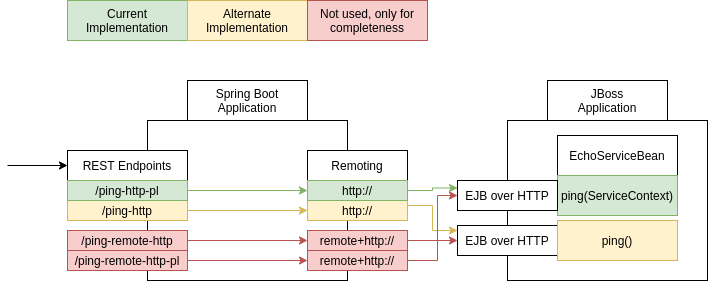 Current
Implementation
Alternate
Implementation
Not used, only for
completeness
Spring Boot
Application
JBoss
Application
REST Endpoints
Remoting
EchoServiceBean
/ping-http-pl
http://
EJB over HTTP
ping(ServiceContext)
/ping-http
http://
/ping-remote-http
remote+http://
EJB over HTTP
ping()
/ping-remote-http-pl
remote+http://